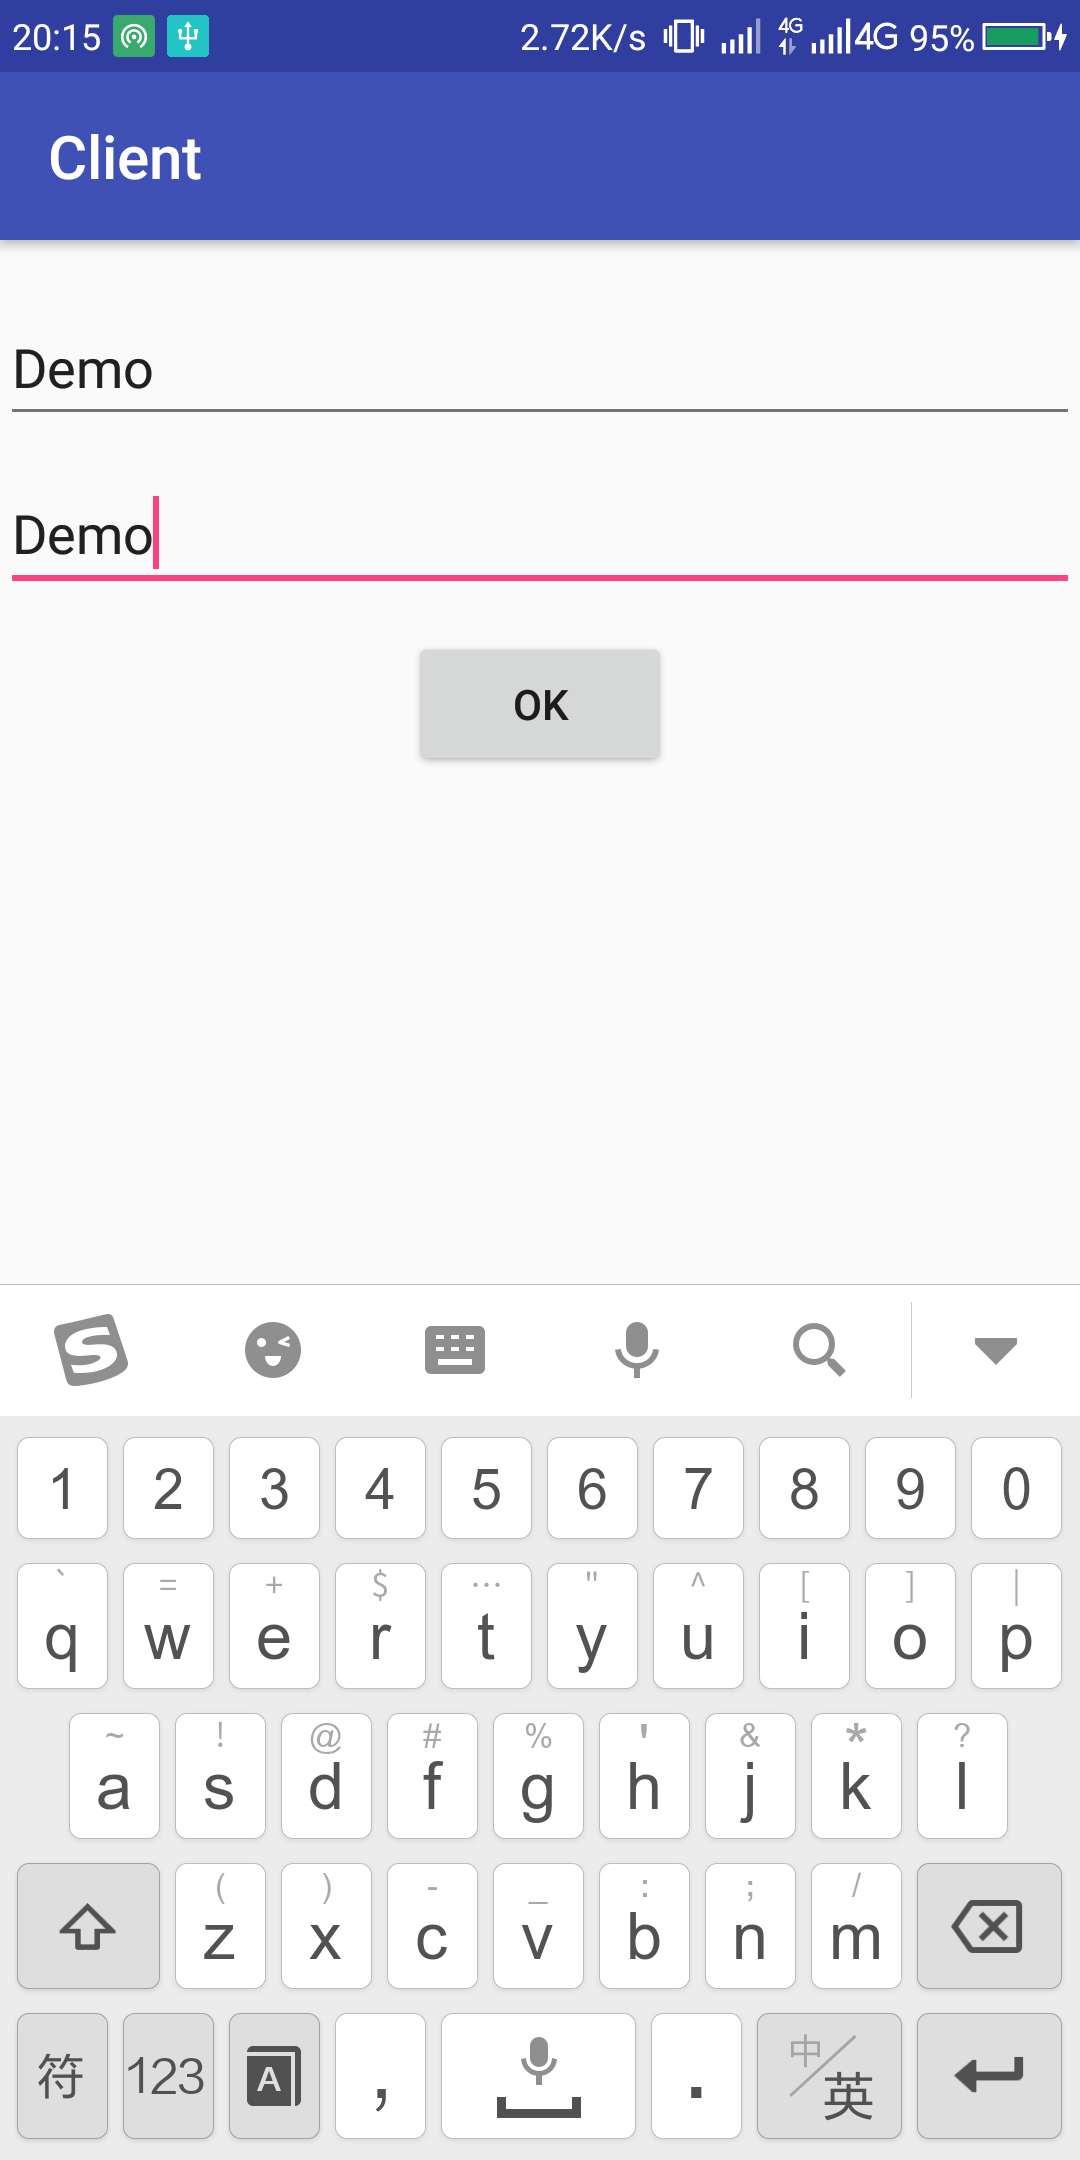 20:15 2.72K/s 4G 4G 95%
Client
Demo
Demo
OK
1 2 3 4 5 6 7 8 9 0
` = + $ … " ^ [ ] |
q w e r t y u i o p
~ ! @ # % ' & * ?
a s d f g h j k l
( ) - _ : ; /
z x c v b n m
符 123 A , . 中/英